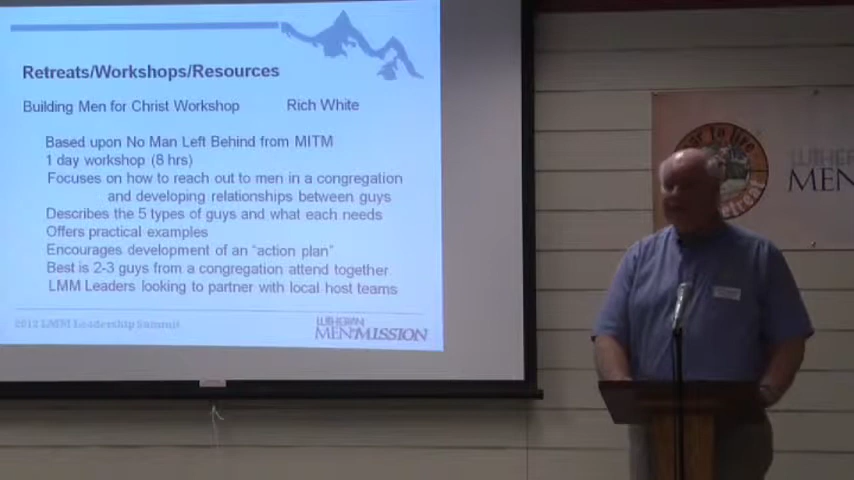 Retreats/Workshops/Resources
Building Men for Christ Workshop Rich White
Based upon No Man Left Behind from MITM
1 day workshop (8 hrs)
Focuses on how to reach out to men in a congregation
and developing relationships between guys
Describes the 5 types of guys and what each needs
Offers practical examples
Encourages development of an “action plan”
Best is 2-3 guys from a congregation attend together
LMM Leaders looking to partner with local host teams
2012 LMM Leadership Summit
LUTHERAN
MEN IN MISSION
LUTHERAN
MEN